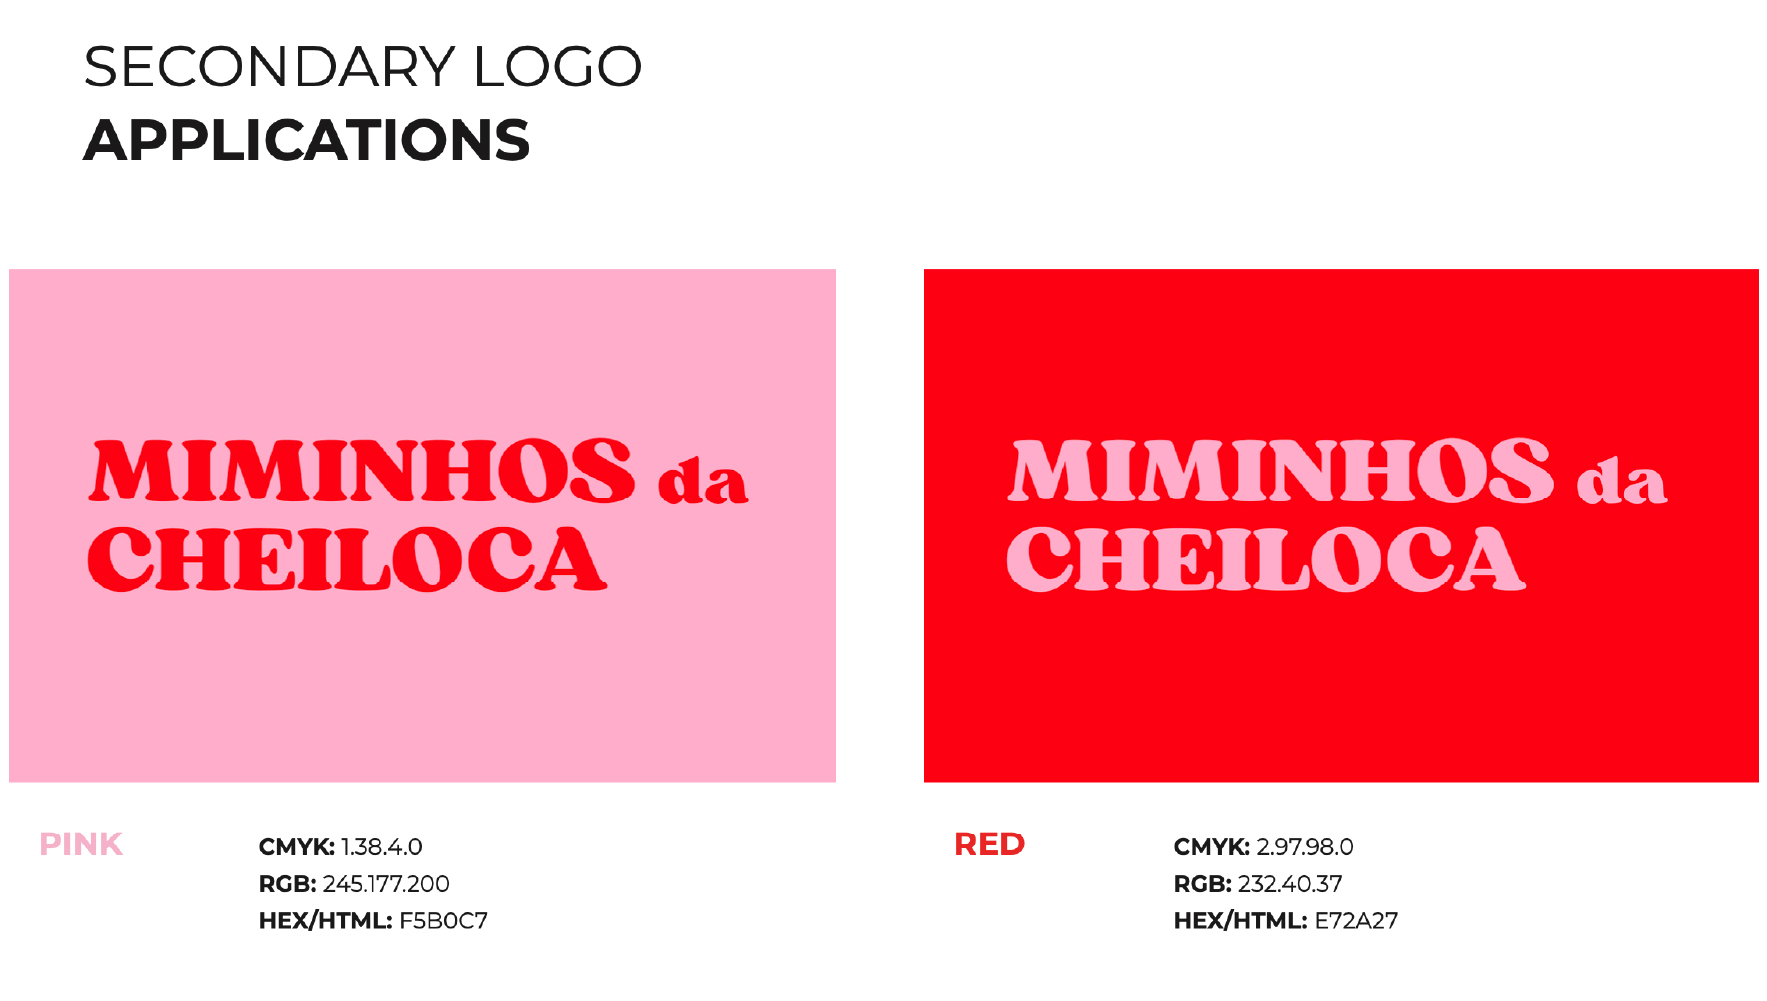 SECONDARY LOGO
APPLICATIONS
MIMINHOS da
CHEILOCA
PINK
CMYK: 1.38.4.0
RGB: 245.177.200
HEX/HTML: F5B0C7
MIMINHOS da
CHEILOCA
RED
CMYK: 2.97.98.0
RGB: 232.40.37
HEX/HTML: E72A27